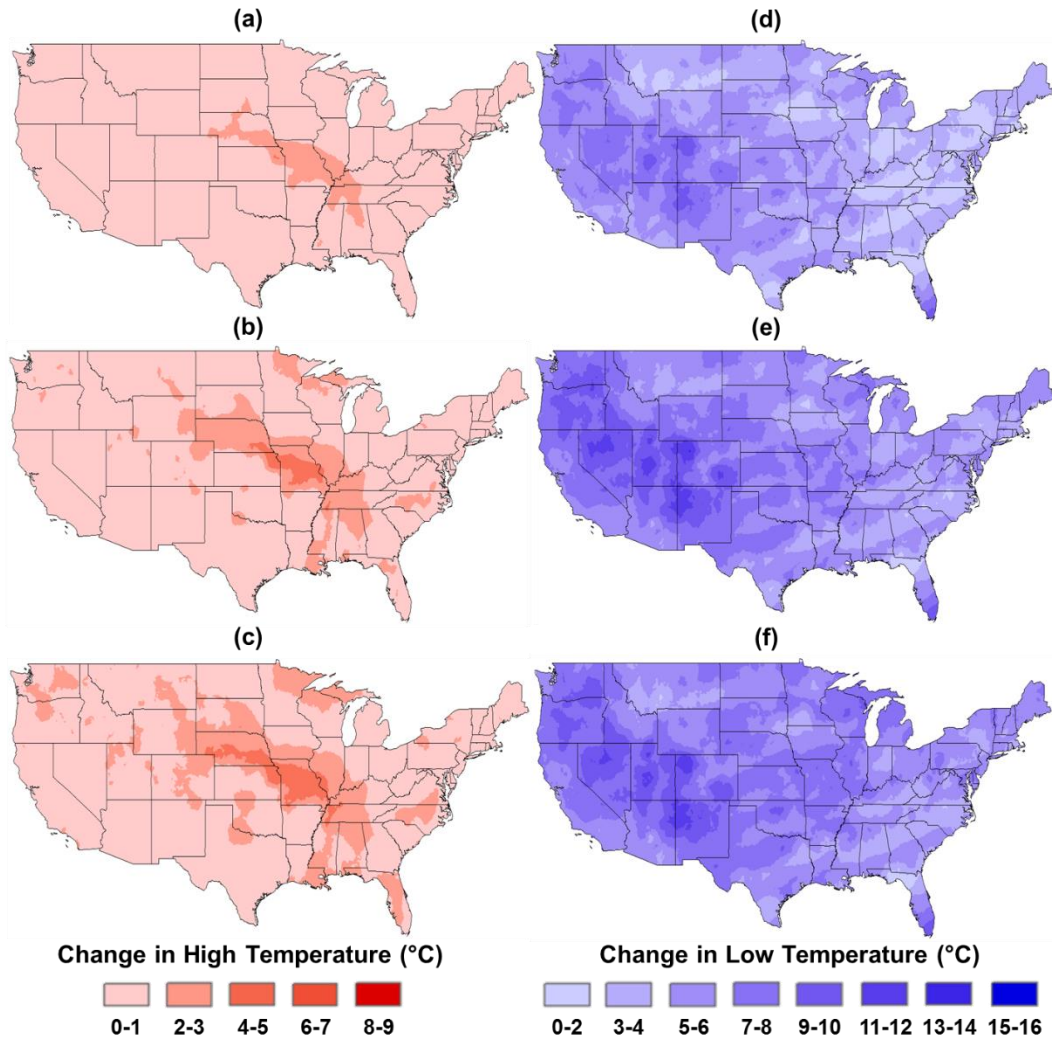 (a) (d)
(b) (e)
(c) (f)
Change in High Temperature (°C) Change in Low Temperature (°C)
0-1 2-3 4-5 6-7 8-9 0-2 3-4 5-6 7-8 9-10 11-12 13-14 15-16